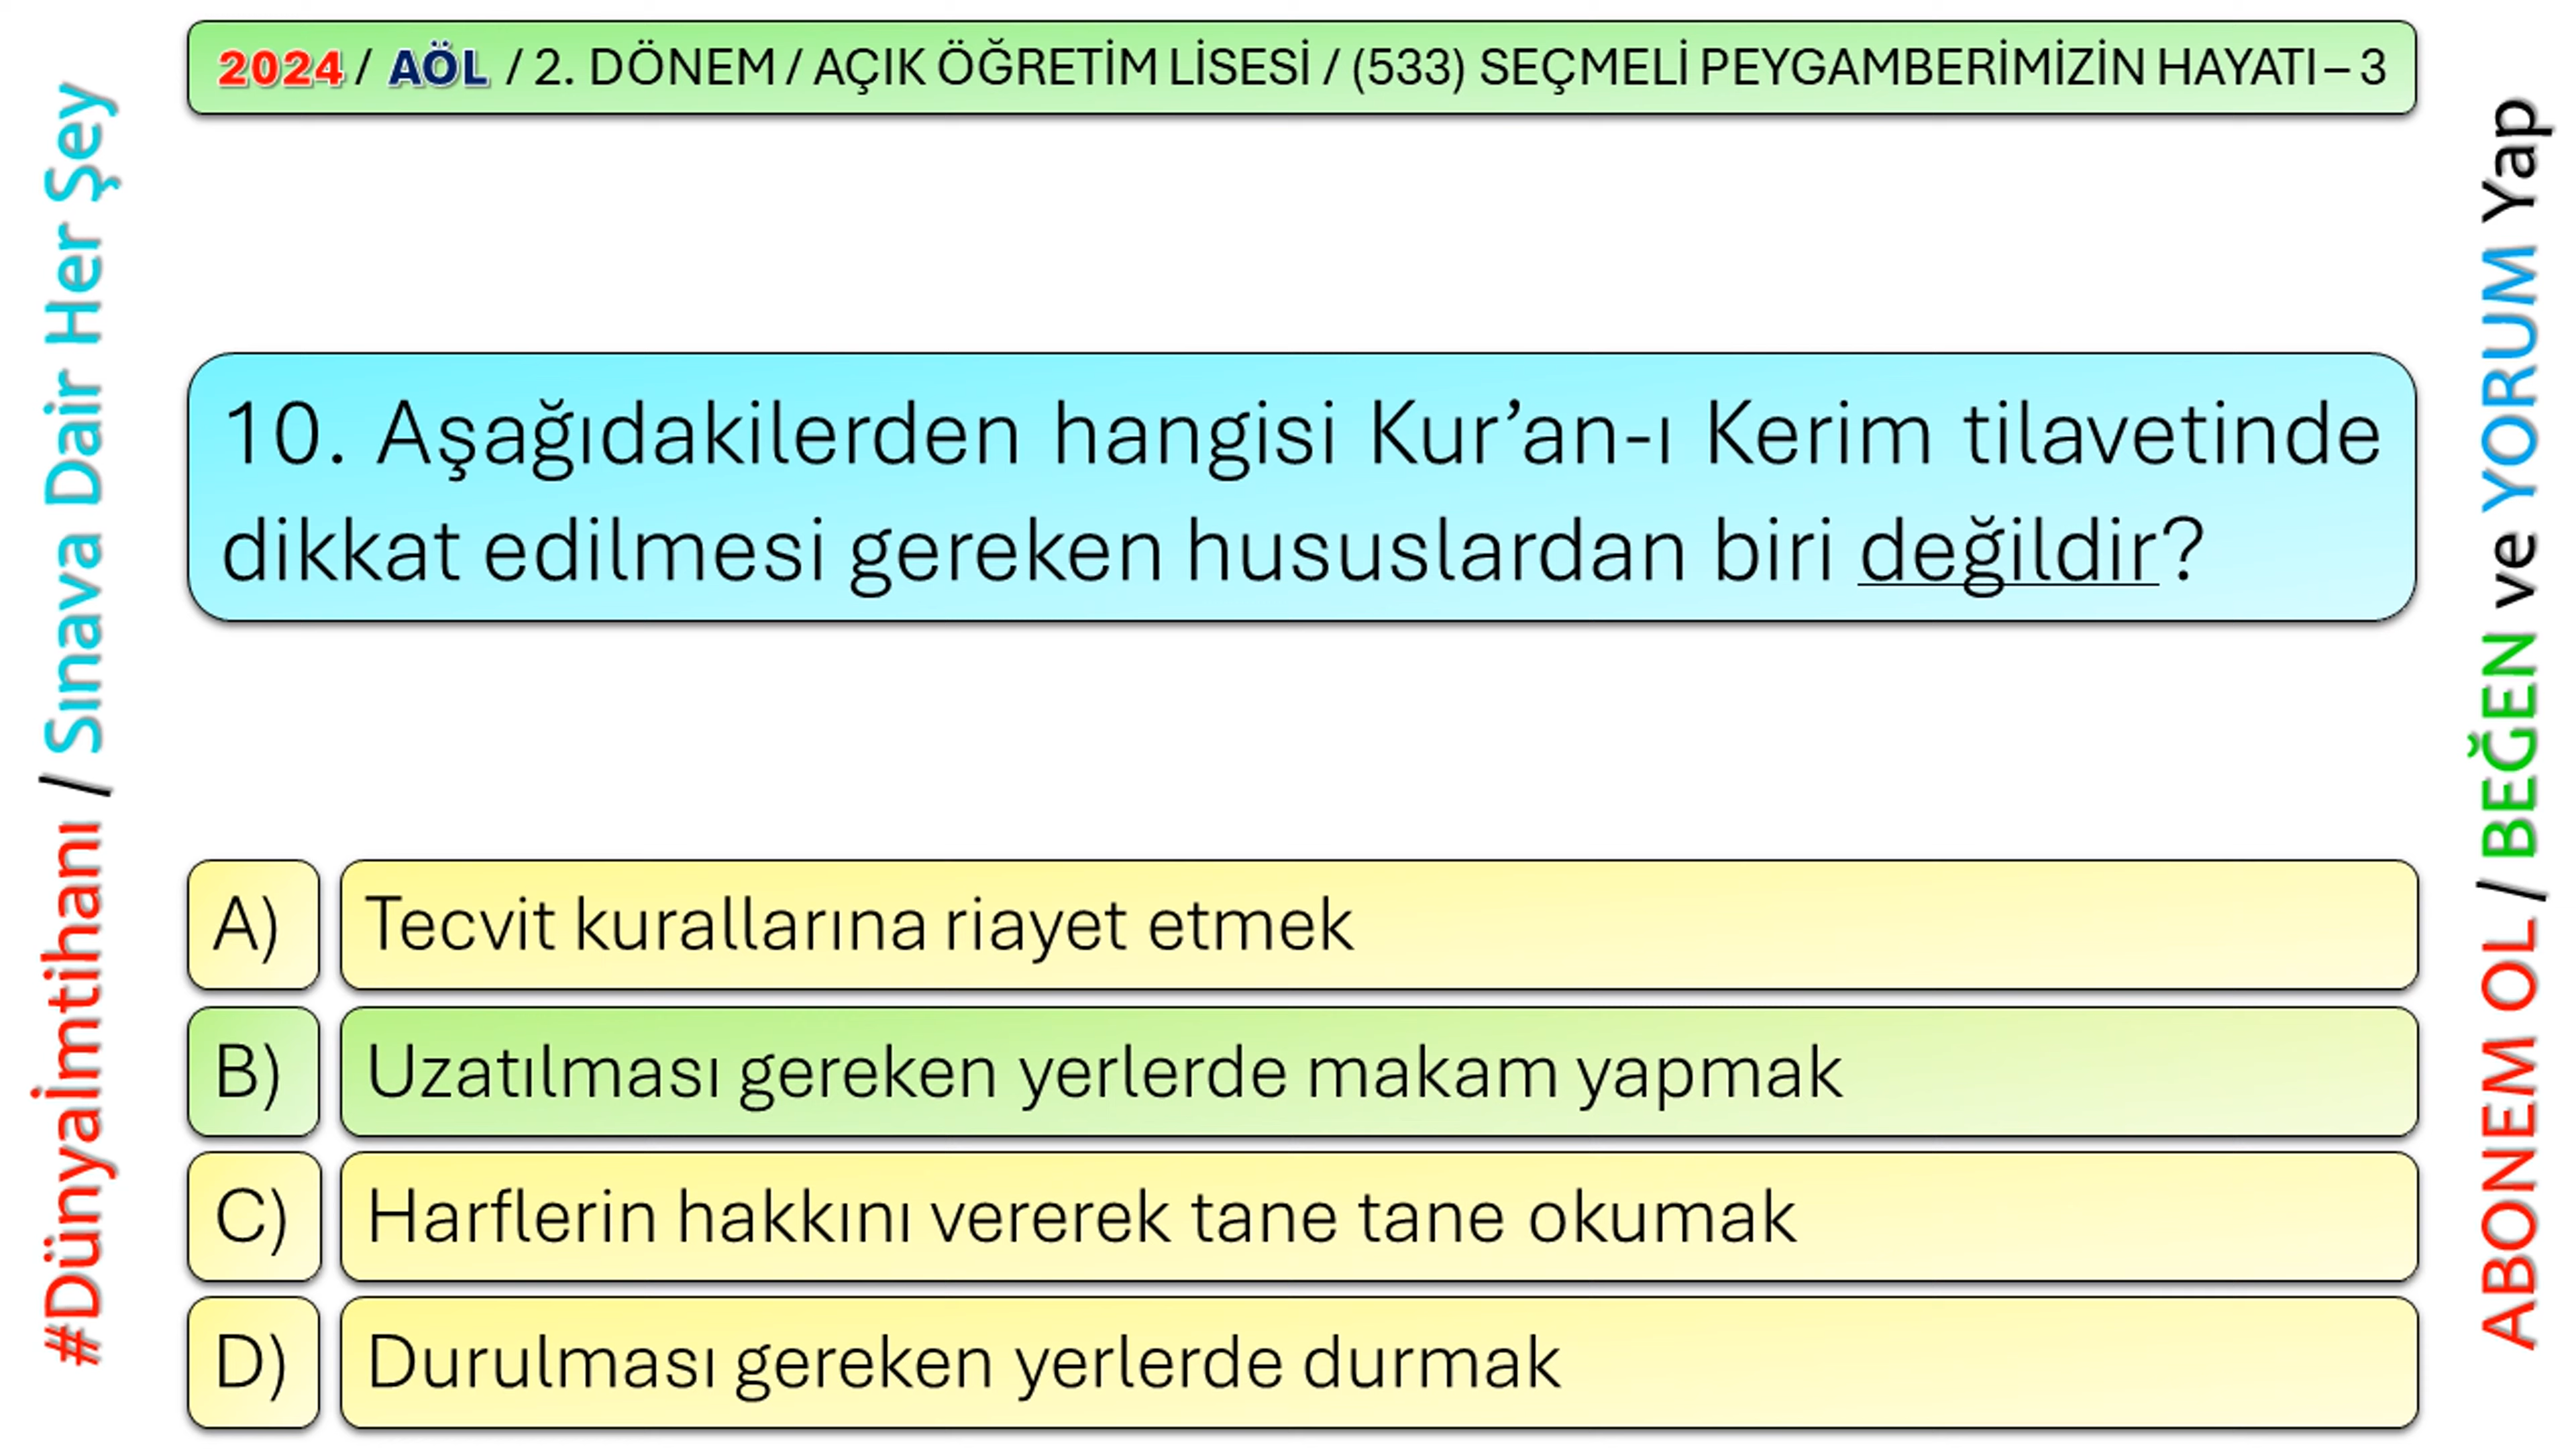 2024 / AÖL / 2. DÖNEM / AÇIK ÖĞRETİM LİSESİ / (533) SEÇMELİ PEYGAMBERİMİZİN HAYATI – 3
#Dünyaİmtihanı / Sınava Dair Her Şey
10. Aşağıdakilerden hangisi Kur’an-ı Kerim tilavetinde
dikkat edilmesi gereken hususlardan biri değildir?
A) Tecvit kurallarına riayet etmek
B) Uzatılması gereken yerlerde makam yapmak
C) Harflerin hakkını vererek tane tane okumak
D) Durulması gereken yerlerde durmak
ABONEM OL / BEĞEN ve YORUM Yap